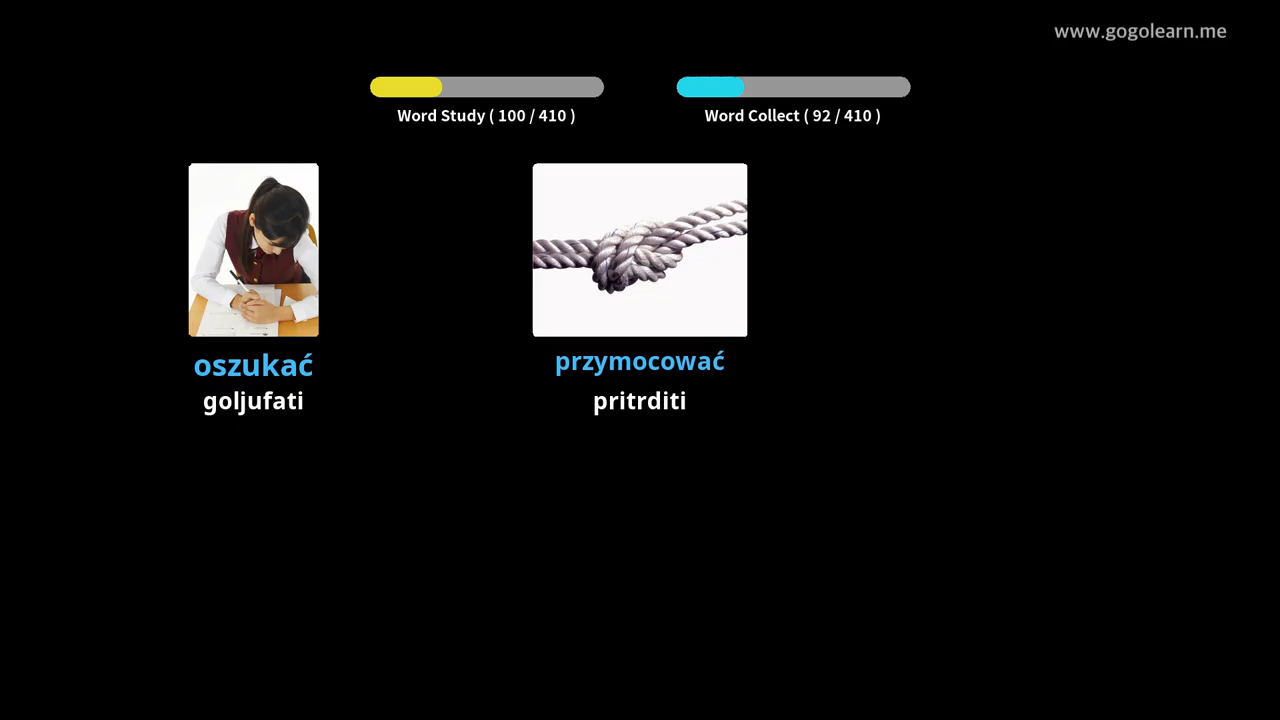 www.gogolearn.me
Word Study ( 100 / 410 )
Word Collect ( 92 / 410 )
oszukać
goljufati
przymocować
pritrditi